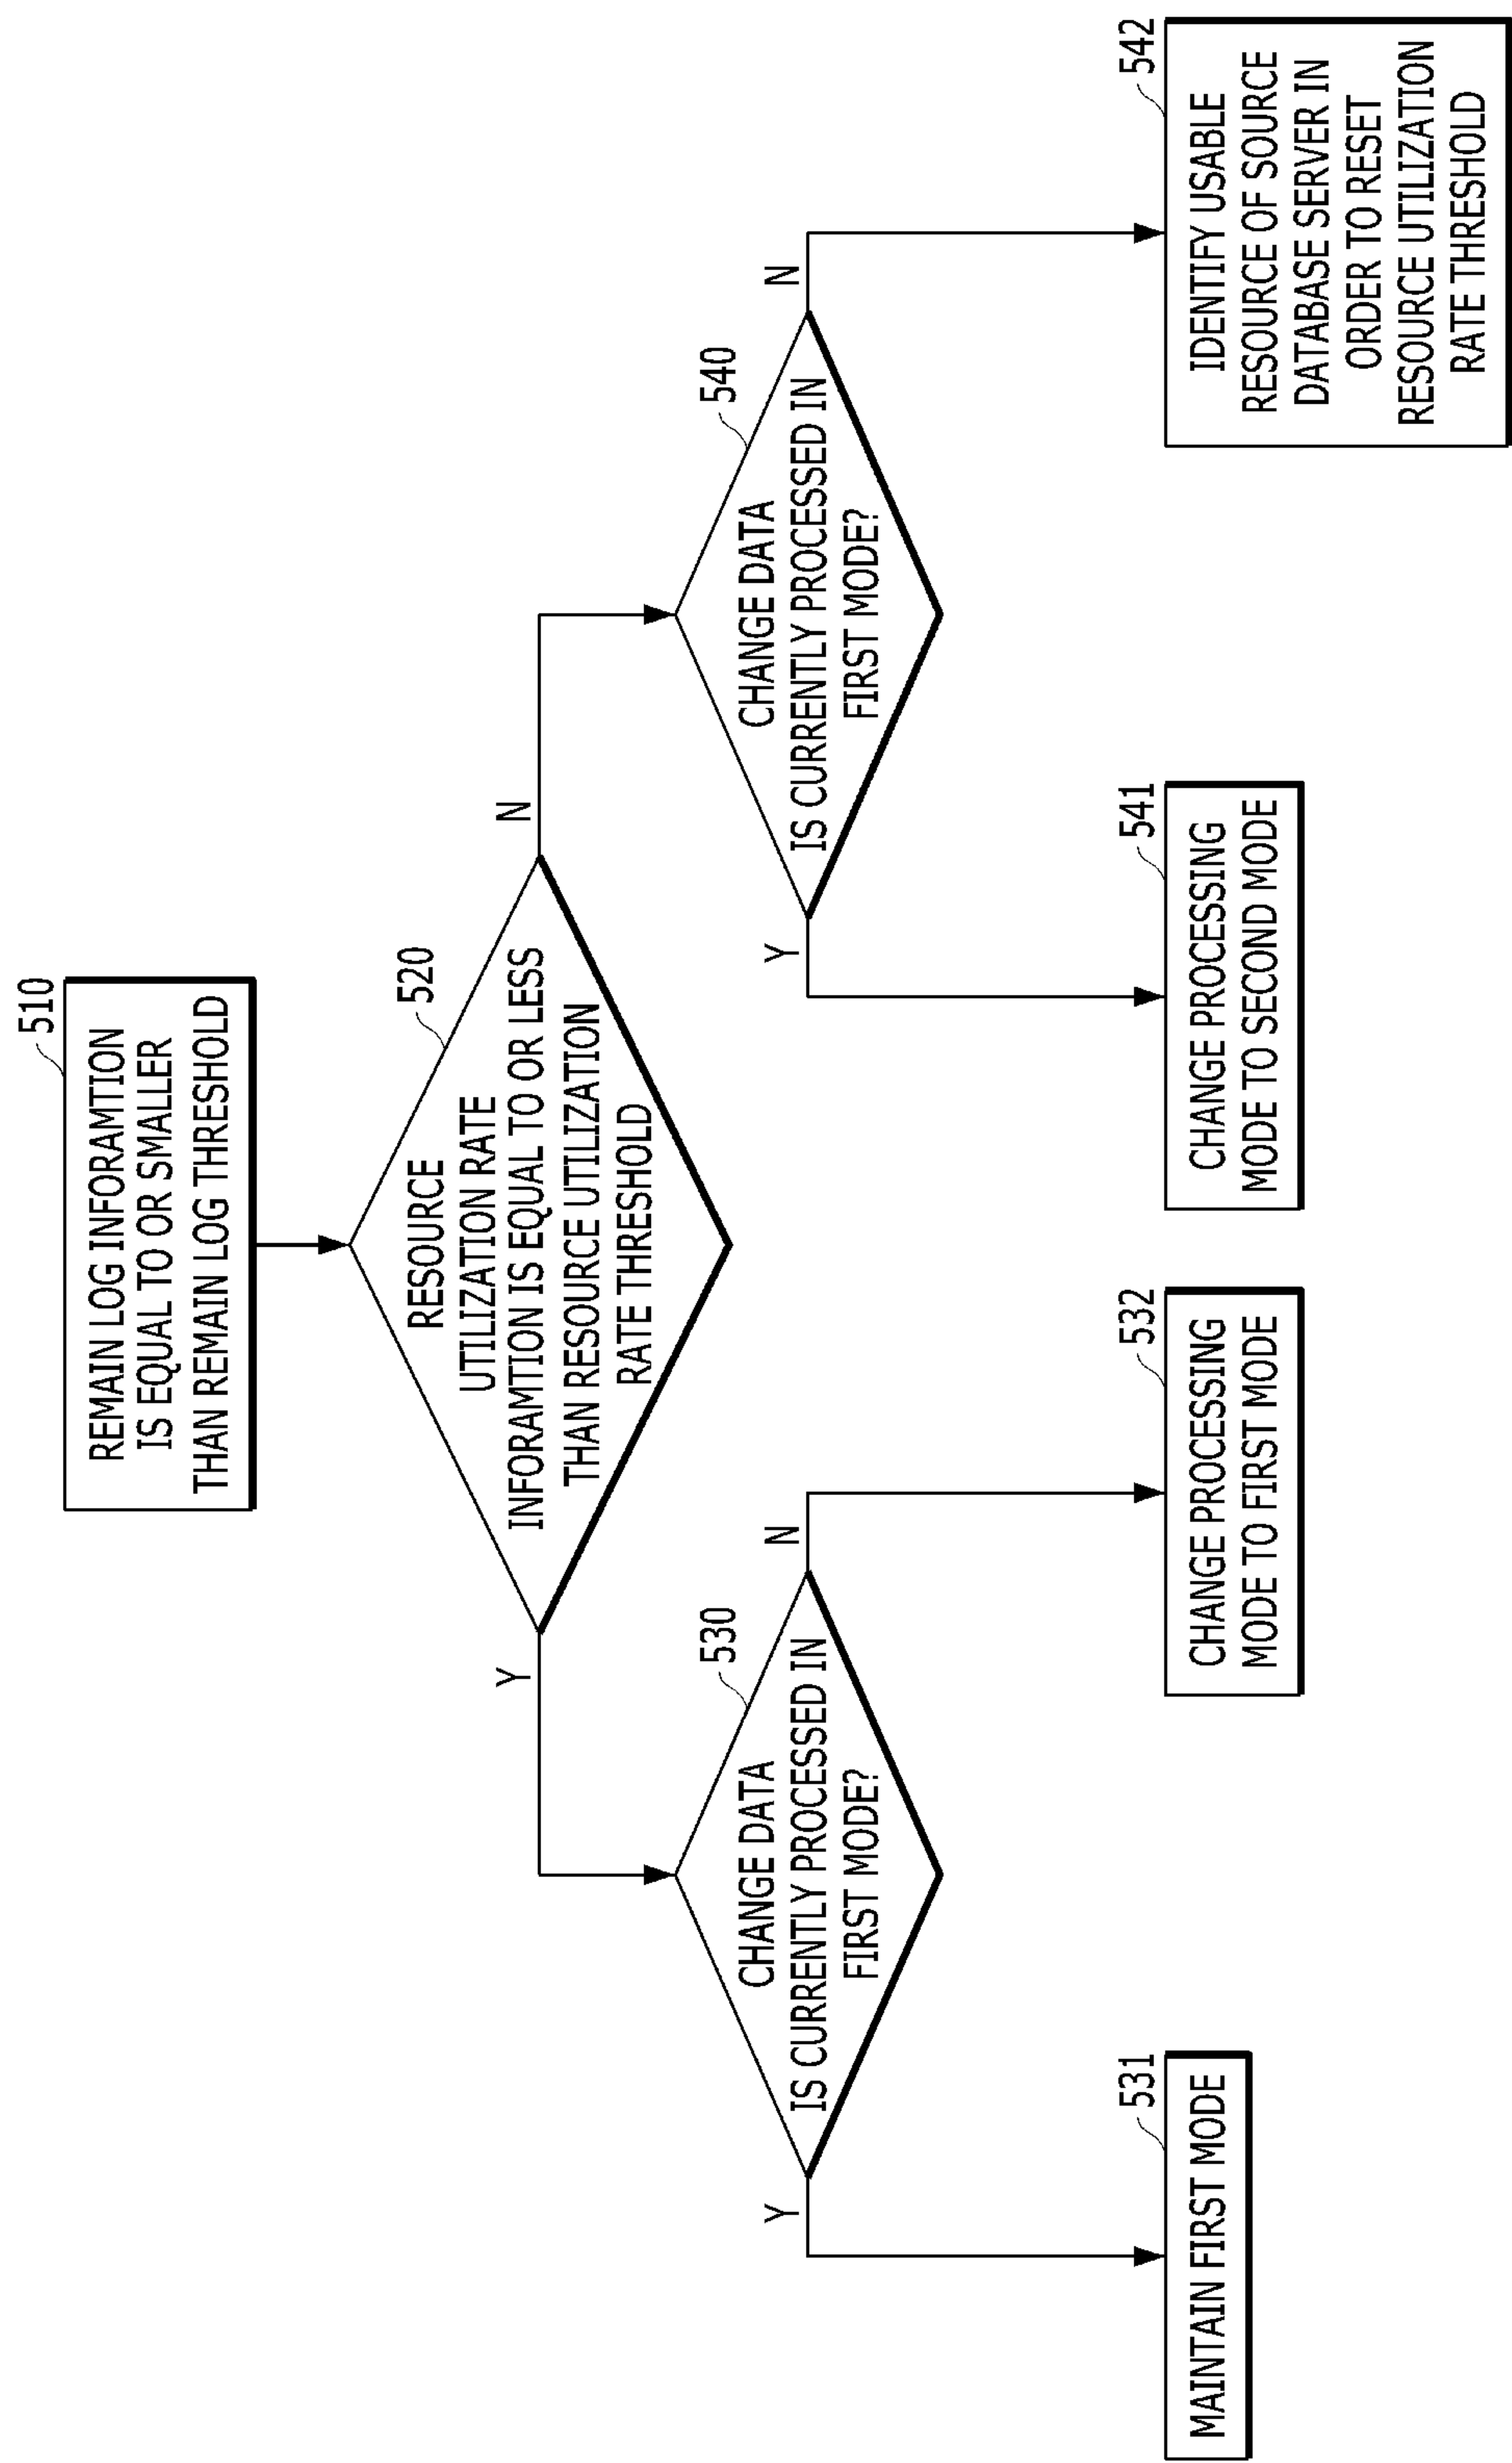 510
REMAIN LOG INFORAMTION
IS EQUAL TO OR SMALLER
THAN REMAIN LOG THRESHOLD
520
RESOURCE
UTILIZATION RATE
INFORAMTION IS EQUAL TO OR LESS
THAN RESOURCE UTILIZATION
RATE THRESHOLD
Y
N
530
CHANGE DATA
IS CURRENTLY PROCESSED IN
FIRST MODE?
Y
N
540
CHANGE DATA
IS CURRENTLY PROCESSED IN
FIRST MODE?
Y
N
531
MAINTAIN FIRST MODE
532
CHANGE PROCESSING
MODE TO FIRST MODE
541
CHANGE PROCESSING
MODE TO SECOND MODE
542
IDENTIFY USABLE
RESOURCE OF SOURCE
DATABASE SERVER IN
ORDER TO RESET
RESOURCE UTILIZATION
RATE THRESHOLD